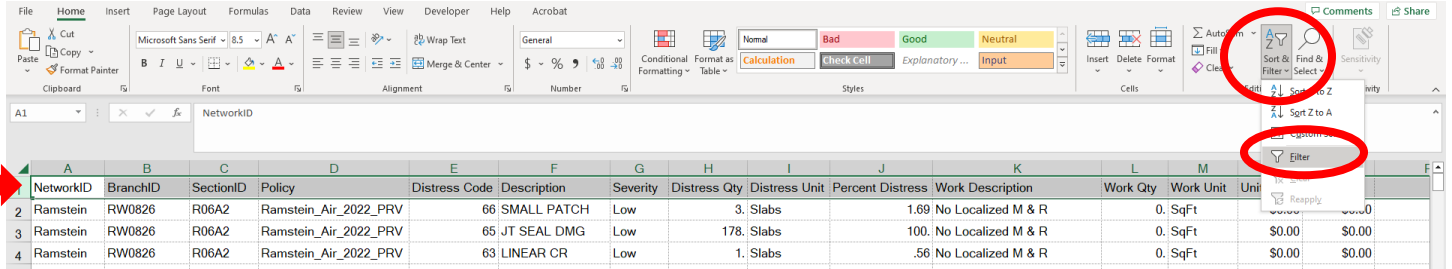 File Home Insert Page Layout Formulas Data Review View Developer Help Acrobat Comments Share
Cut
Copy
Format Painter
Paste
Microsoft Sans Serif 8.5 A^ A˅
B I U A
Wrap Text
Merge & Center
General
$ % 9
Conditional Formatting
Format as Table
Normal Bad Good Neutral
Calculation Check Cell Explanatory ... Input
Insert Delete Format
Fill
Sort & Filter
Find & Select
Sensitivity
Clipboard Font Alignment Number Styles Cells
A1 fx NetworkID
Sort Z to A
Filter
Reapply
A B C D E F G H I J K L M
1 NetworkID BranchID SectionID Policy Distress Code Description Severity Distress Qty Distress Unit Percent Distress Work Description Work Qty Work Unit
2 Ramstein RW0826 R06A2 Ramstein_Air_2022_PRV 66 SMALL PATCH Low 3. Slabs 1.69 No Localized M & R 0. SqFt $0.00 $0.00
3 Ramstein RW0826 R06A2 Ramstein_Air_2022_PRV 65 JT SEAL DMG Low 178. Slabs 100. No Localized M & R 0. SqFt $0.00 $0.00
4 Ramstein RW0826 R06A2 Ramstein_Air_2022_PRV 63 LINEAR CR Low 1. Slabs .56 No Localized M & R 0. SqFt $0.00 $0.00